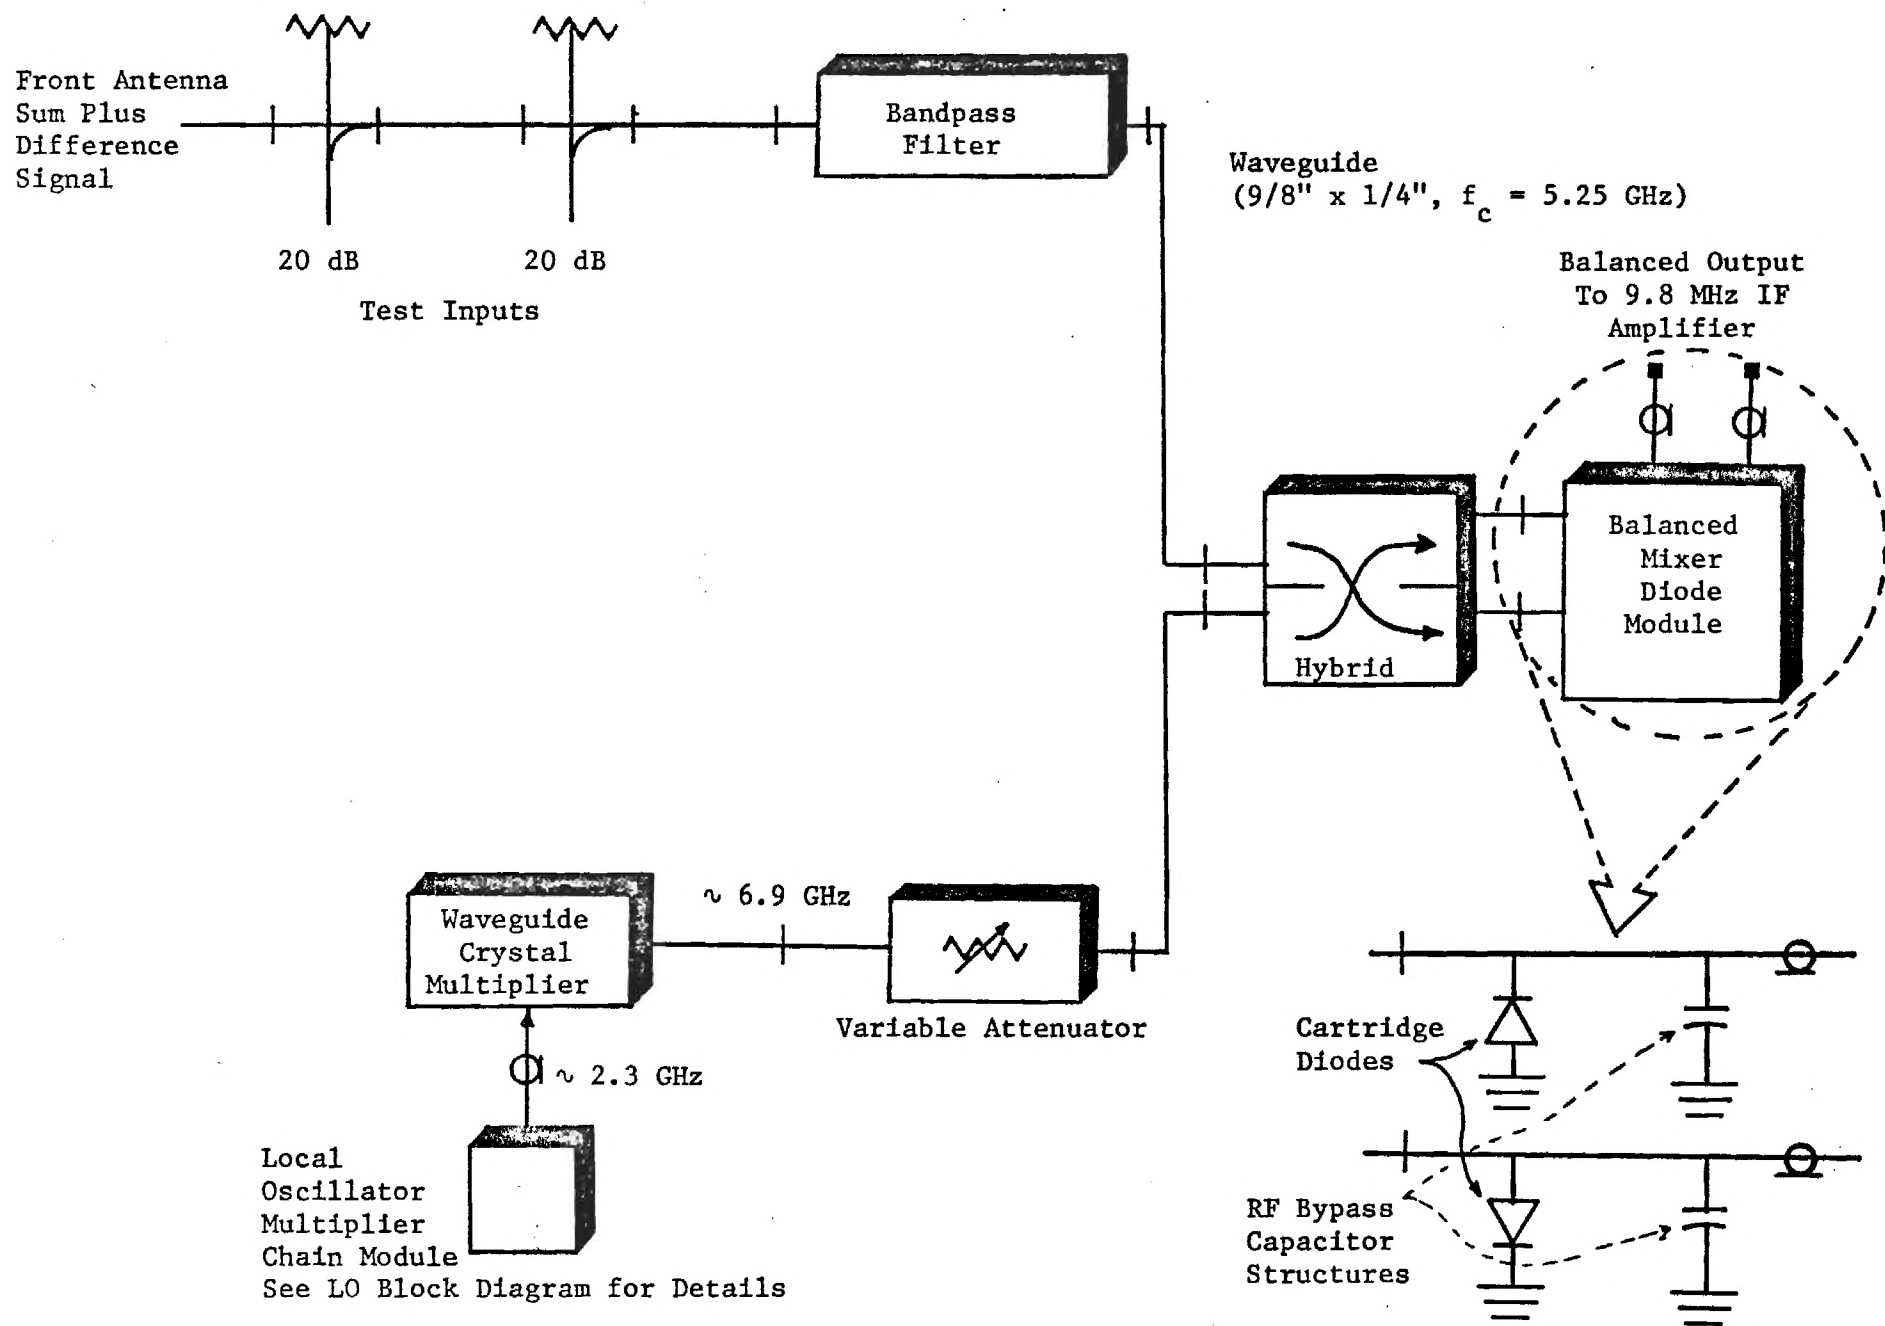 Front Antenna
Sum Plus
Difference
Signal
20 dB
20 dB
Test Inputs
Bandpass
Filter
Waveguide
(9/8" x 1/4", fc = 5.25 GHz)
Balanced Output
To 9.8 MHz IF
Amplifier
Hybrid
Balanced
Mixer
Diode
Module
Waveguide
Crystal
Multiplier
∿ 6.9 GHz
Variable Attenuator
∿ 2.3 GHz
Local
Oscillator
Multiplier
Chain Module
See LO Block Diagram for Details
Cartridge
Diodes
RF Bypass
Capacitor
Structures